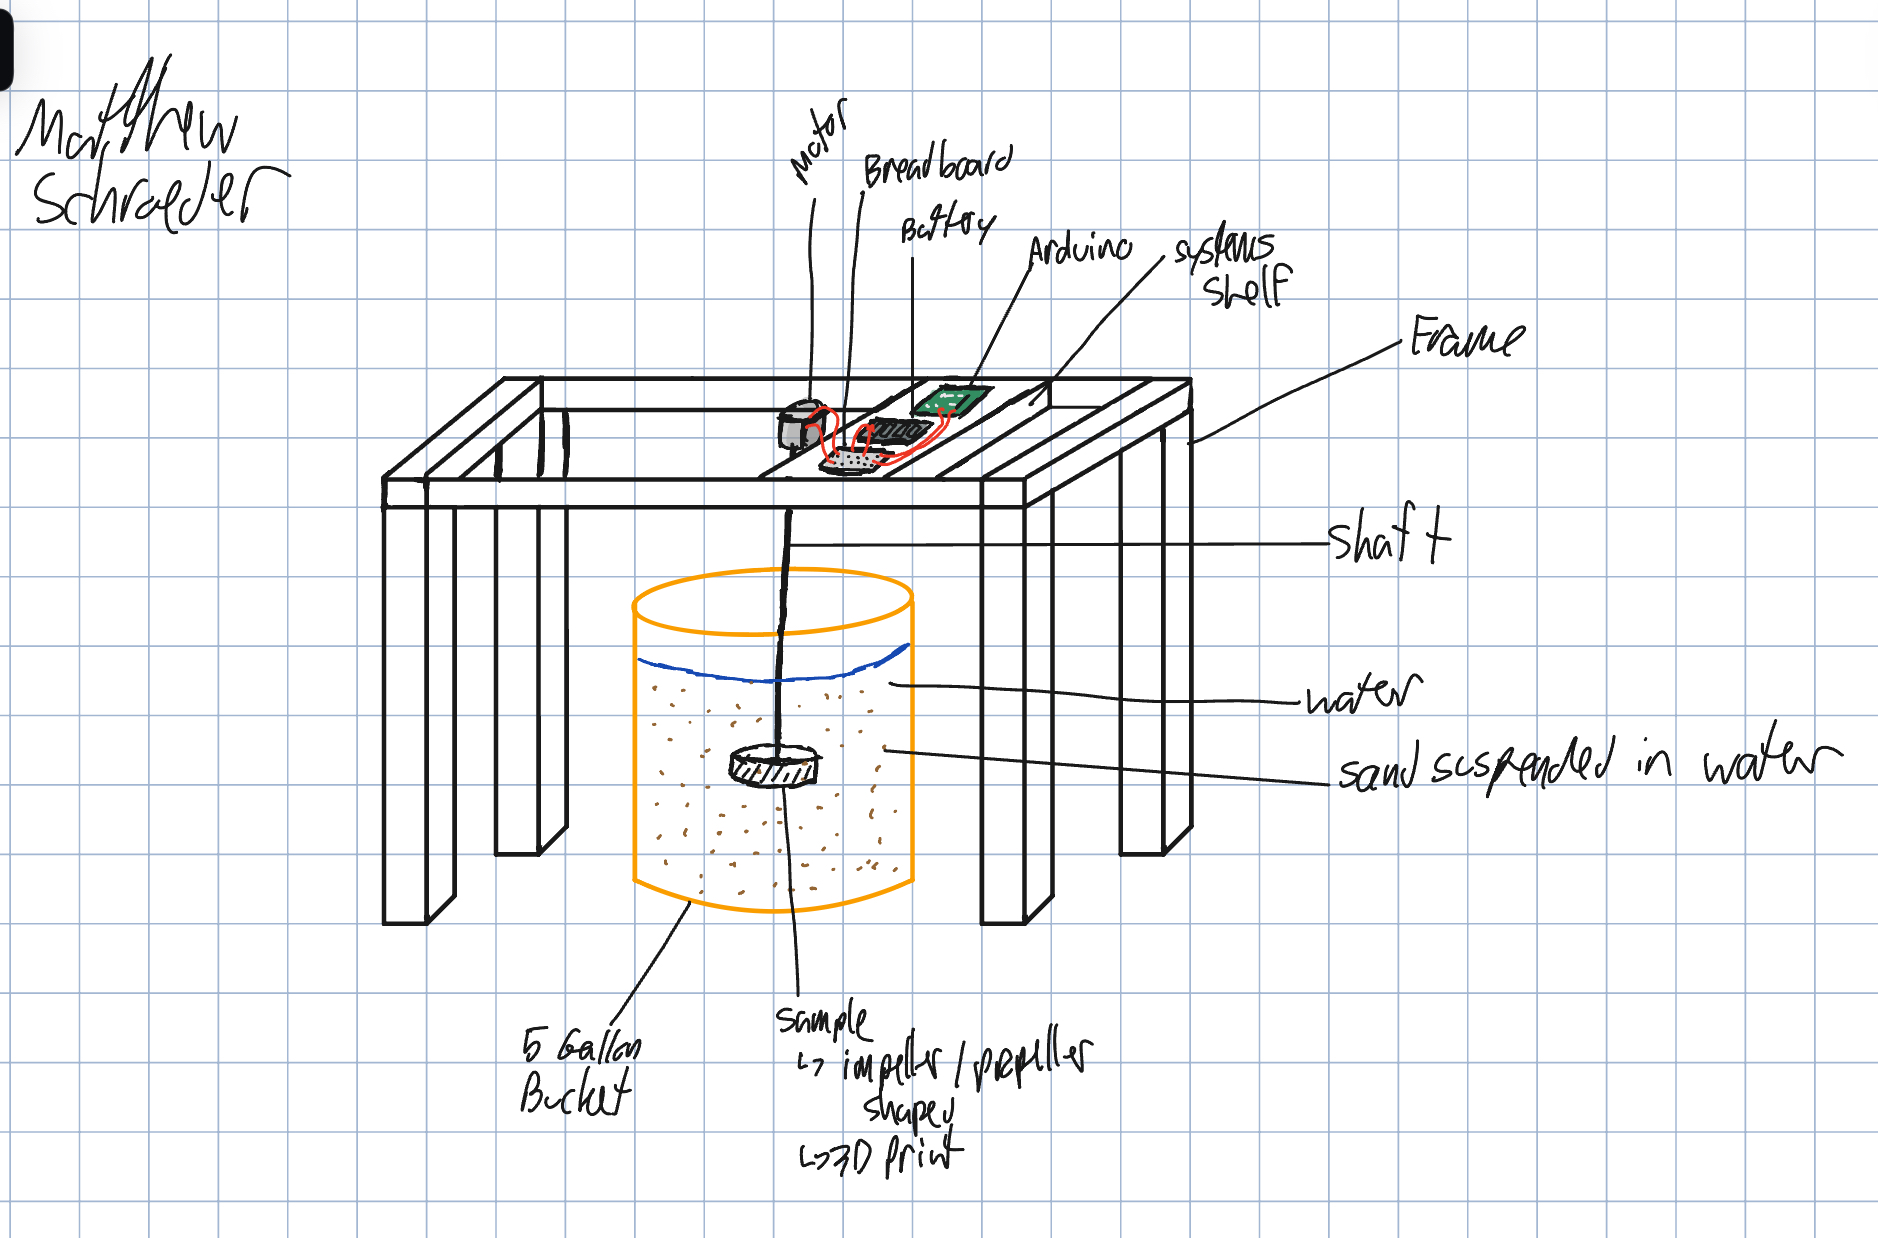 Matthew
Schraeder
Motor
Breadboard
Battery
Arduino
systems
shelf
Frame
shaft
water
sand suspended in water
5 Gallon
Bucket
sample
↳ impeller / propeller
shaped
↳ 3D print